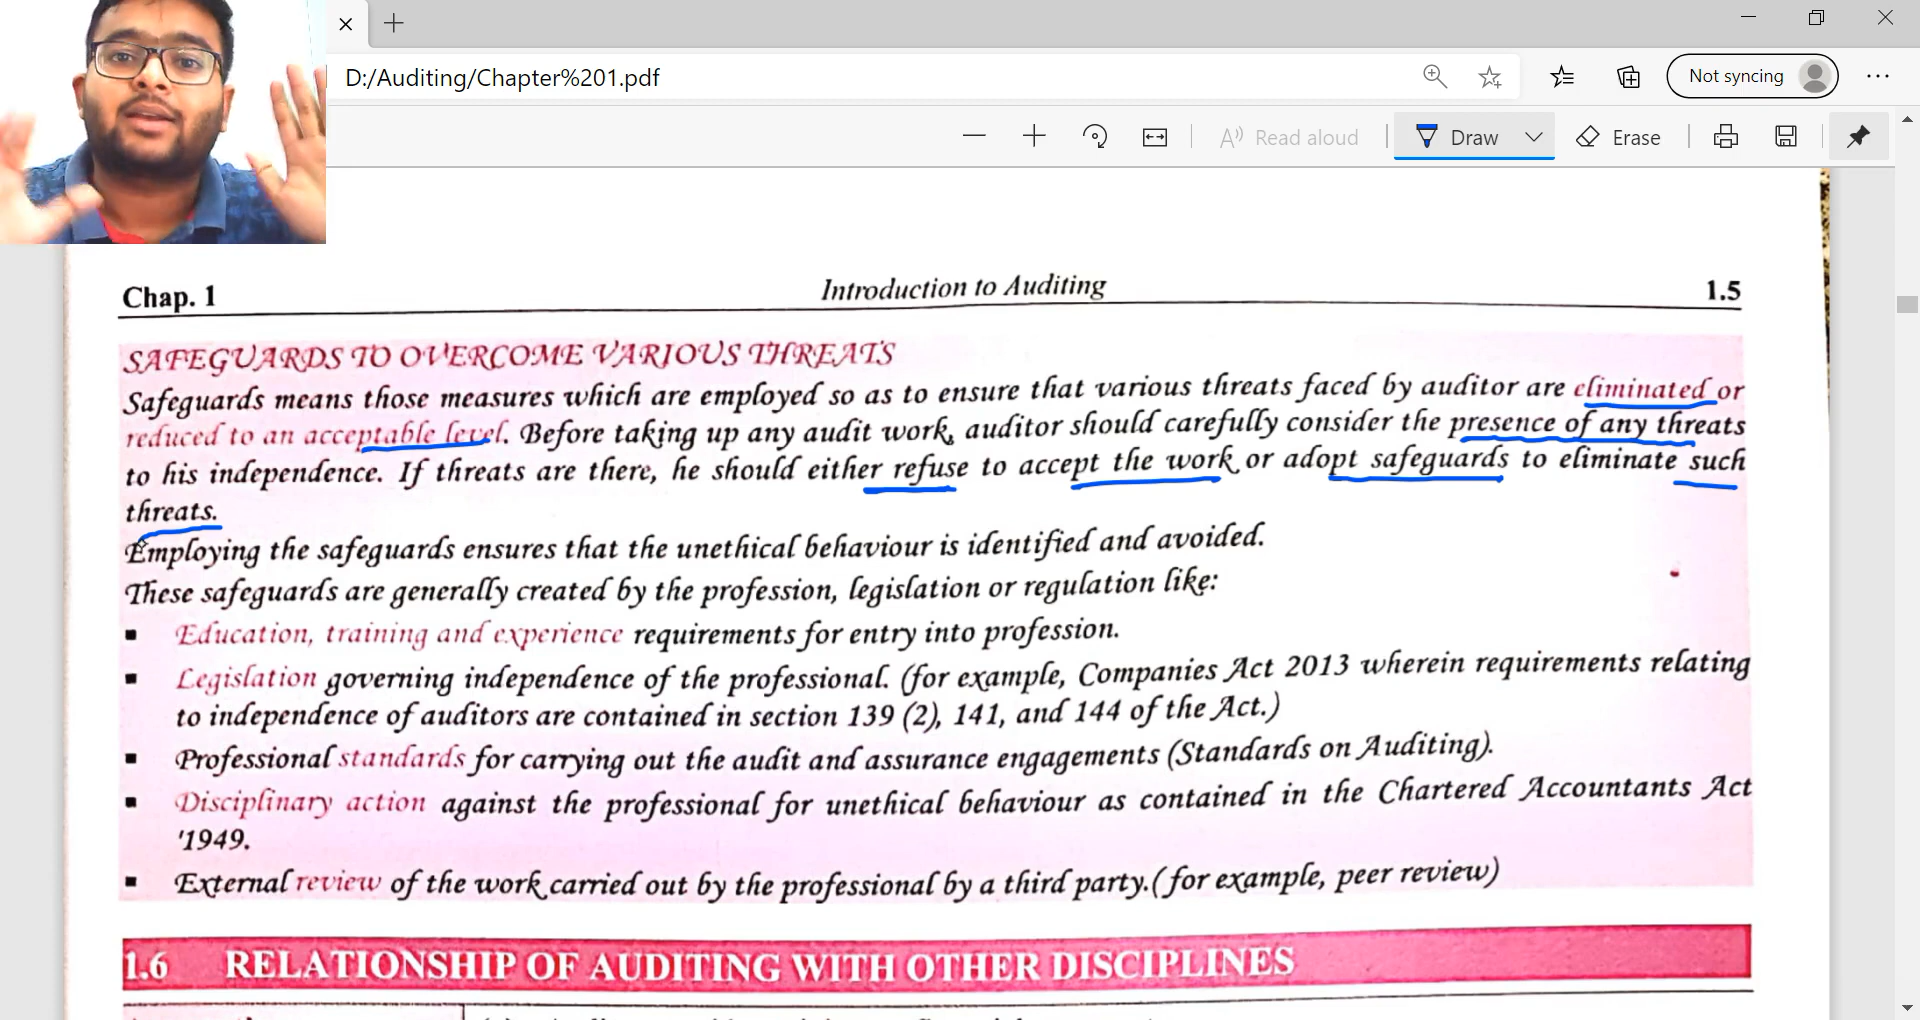 D:/Auditing/Chapter%201.pdf
Not syncing
Read aloud
Draw
Erase
Chap. 1 Introduction to Auditing 1.5
SAFEGUARDS TO OVERCOME VARIOUS THREATS
Safeguards means those measures which are employed so as to ensure that various threats faced by auditor are eliminated or
reduced to an acceptable level. Before taking up any audit work, auditor should carefully consider the presence of any threats
to his independence. If threats are there, he should either refuse to accept the work or adopt safeguards to eliminate such
threats.
Employing the safeguards ensures that the unethical behaviour is identified and avoided.
These safeguards are generally created by the profession, legislation or regulation like:
▪ Education, training and experience requirements for entry into profession.
▪ Legislation governing independence of the professional. (for example, Companies Act 2013 wherein requirements relating
to independence of auditors are contained in section 139 (2), 141, and 144 of the Act.)
▪ Professional standards for carrying out the audit and assurance engagements (Standards on Auditing).
▪ Disciplinary action against the professional for unethical behaviour as contained in the Chartered Accountants Act
'1949.
▪ External review of the work carried out by the professional by a third party.(for example, peer review)
1.6 RELATIONSHIP OF AUDITING WITH OTHER DISCIPLINES